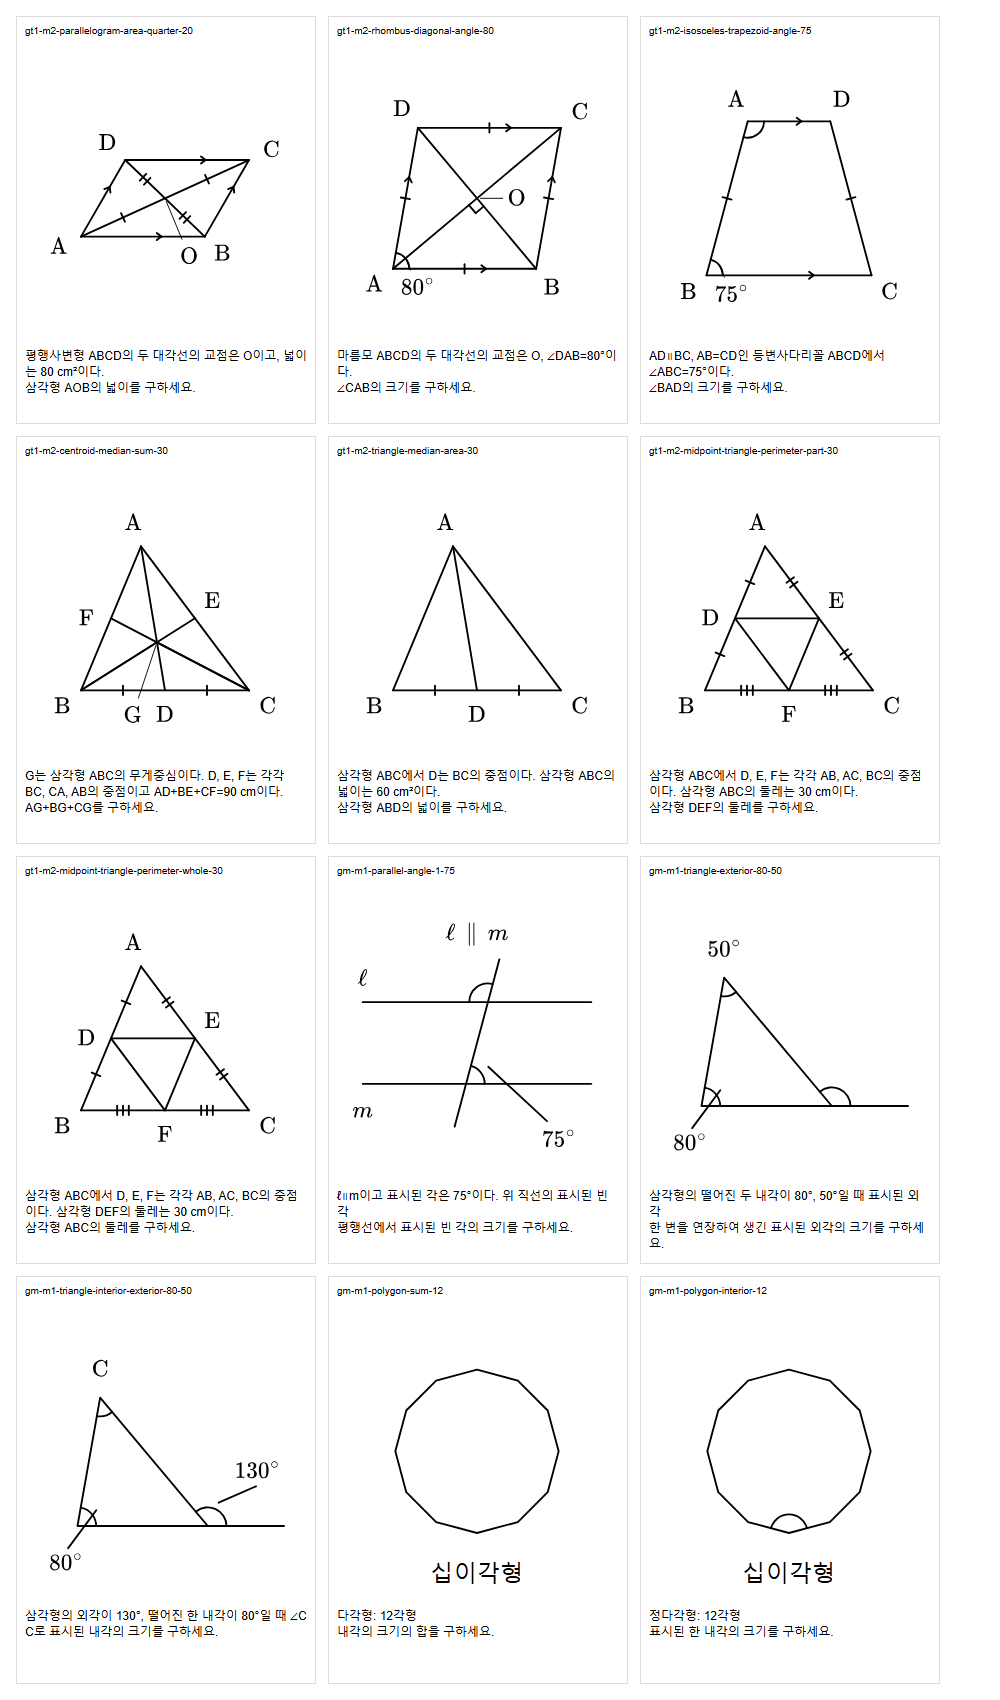 gt1-m2-parallelogram-area-quarter-20
D
C
A
O
B
평행사변형 ABCD의 두 대각선의 교점은 O이고, 넓이
는 80 cm²이다.
삼각형 AOB의 넓이를 구하세요.
gt1-m2-rhombus-diagonal-angle-80
D
C
O
A
80°
B
마름모 ABCD의 두 대각선의 교점은 O, ∠DAB=80°이
다.
∠CAB의 크기를 구하세요.
gt1-m2-isosceles-trapezoid-angle-75
A
D
B
75°
C
AD∥BC, AB=CD인 등변사다리꼴 ABCD에서
∠ABC=75°이다.
∠BAD의 크기를 구하세요.
gt1-m2-centroid-median-sum-30
A
F
E
B
G
D
C
G는 삼각형 ABC의 무게중심이다. D, E, F는 각각
BC, CA, AB의 중점이고 AD+BE+CF=90 cm이다.
AG+BG+CG를 구하세요.
gt1-m2-triangle-median-area-30
A
B
D
C
삼각형 ABC에서 D는 BC의 중점이다. 삼각형 ABC의
넓이는 60 cm²이다.
삼각형 ABD의 넓이를 구하세요.
gt1-m2-midpoint-triangle-perimeter-part-30
A
D
E
B
F
C
삼각형 ABC에서 D, E, F는 각각 AB, AC, BC의 중점
이다. 삼각형 ABC의 둘레는 30 cm이다.
삼각형 DEF의 둘레를 구하세요.
gt1-m2-midpoint-triangle-perimeter-whole-30
A
D
E
B
F
C
삼각형 ABC에서 D, E, F는 각각 AB, AC, BC의 중점
이다. 삼각형 DEF의 둘레는 30 cm이다.
삼각형 ABC의 둘레를 구하세요.
gm-m1-parallel-angle-1-75
ℓ ∥ m
ℓ
m
75°
ℓ∥m이고 표시된 각은 75°이다. 위 직선의 표시된 빈
각
평행선에서 표시된 빈 각의 크기를 구하세요.
gm-m1-triangle-exterior-80-50
50°
80°
삼각형의 떨어진 두 내각이 80°, 50°일 때 표시된 외
각
한 변을 연장하여 생긴 표시된 외각의 크기를 구하세
요.
gm-m1-triangle-interior-exterior-80-50
C
130°
80°
삼각형의 외각이 130°, 떨어진 한 내각이 80°일 때 ∠C
C로 표시된 내각의 크기를 구하세요.
gm-m1-polygon-sum-12
십이각형
다각형: 12각형
내각의 크기의 합을 구하세요.
gm-m1-polygon-interior-12
십이각형
정다각형: 12각형
표시된 한 내각의 크기를 구하세요.